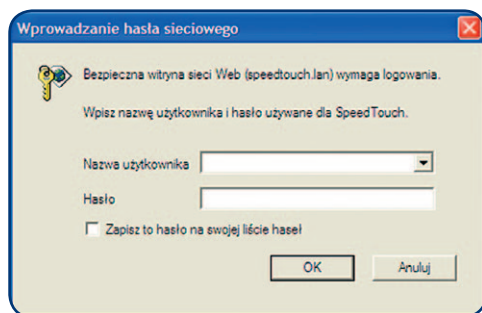 Wprowadzanie hasła sieciowego
Bezpieczna witryna sieci Web (speedtouch.lan) wymaga logowania.
Wpisz nazwę użytkownika i hasło używane dla SpeedTouch.
Nazwa użytkownika
Hasło
Zapisz to hasło na swojej liście haseł
OK Anuluj